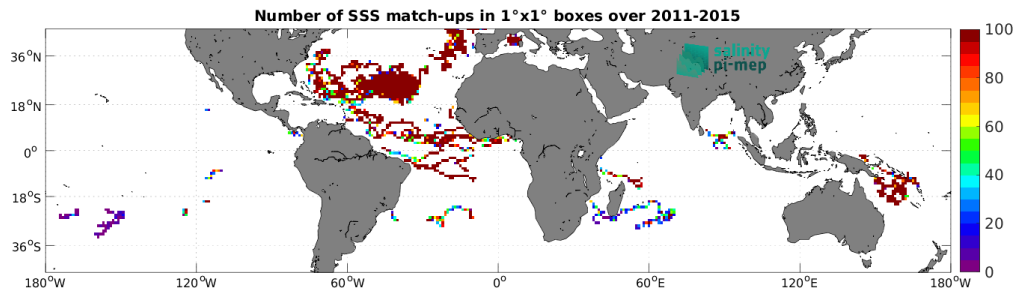 Number of SSS match-ups in 1°x1° boxes over 2011-2015
100
36°N
salinity
pi-mep
80
18°N
60
0°
40
18°S
20
36°S
0
180°W
120°W
60°W
0°
60°E
120°E
180°W